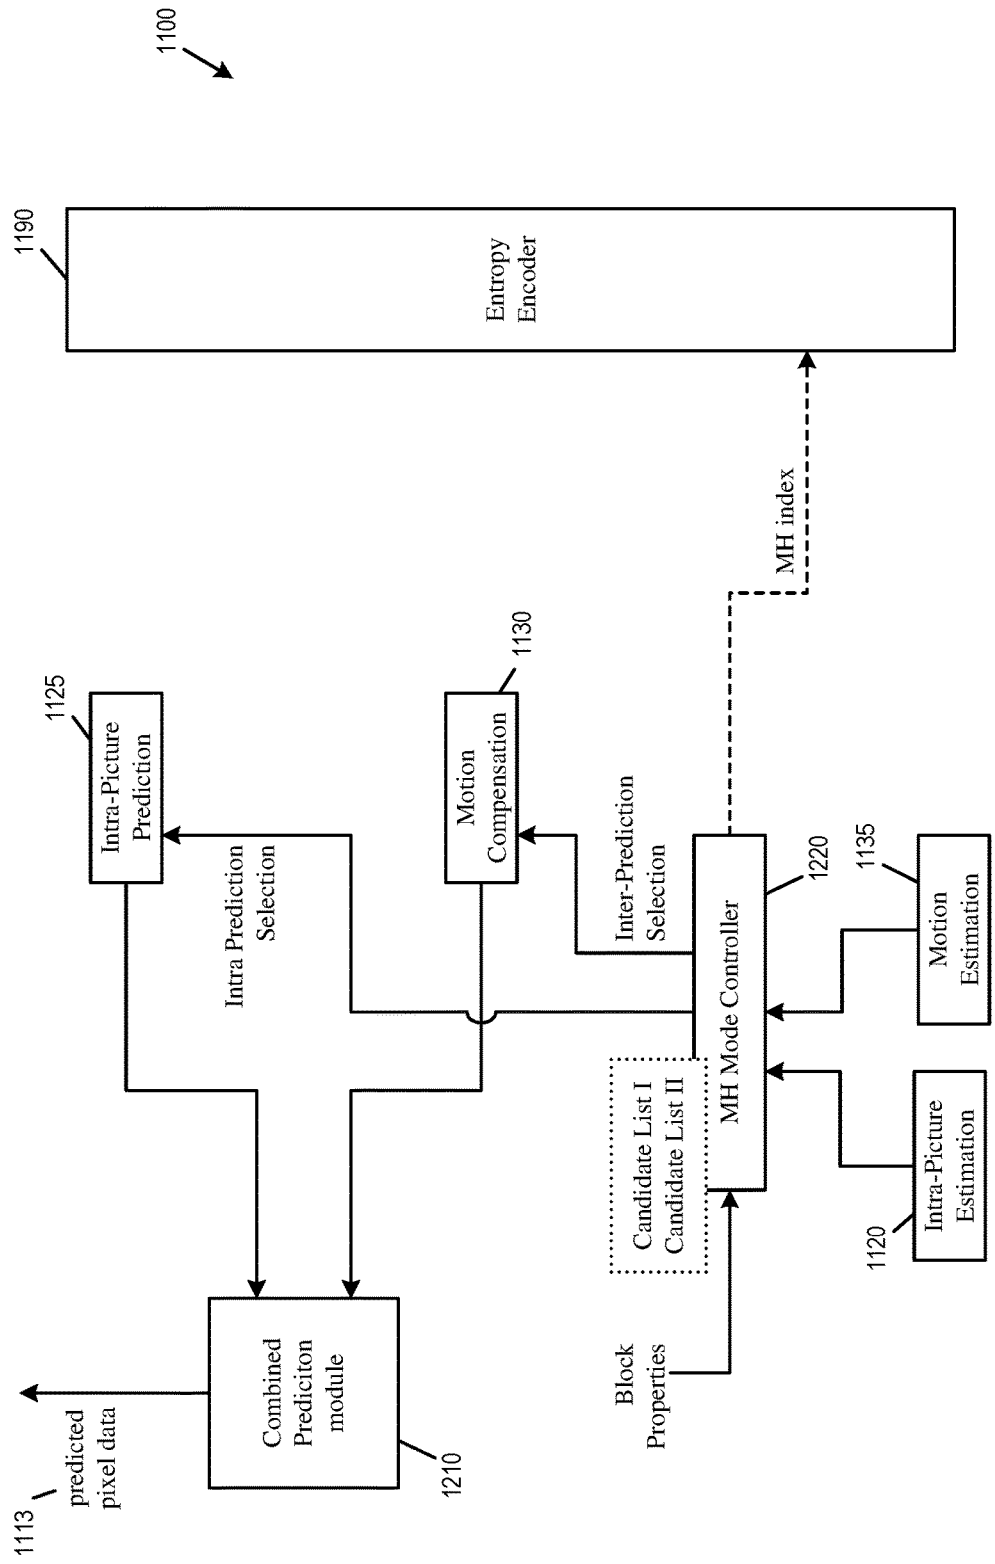 1100
1190
Entropy
Encoder
MH index
1125
Intra-Picture
Prediction
1130
Motion
Compensation
Intra Prediction
Selection
Inter-Prediction
Selection
1220
MH Mode Controller
Candidate List I
Candidate List II
1135
Motion
Estimation
1120
Intra-Picture
Estimation
Block
Properties
Combined
Prediciton
module
1210
1113
predicted
pixel data